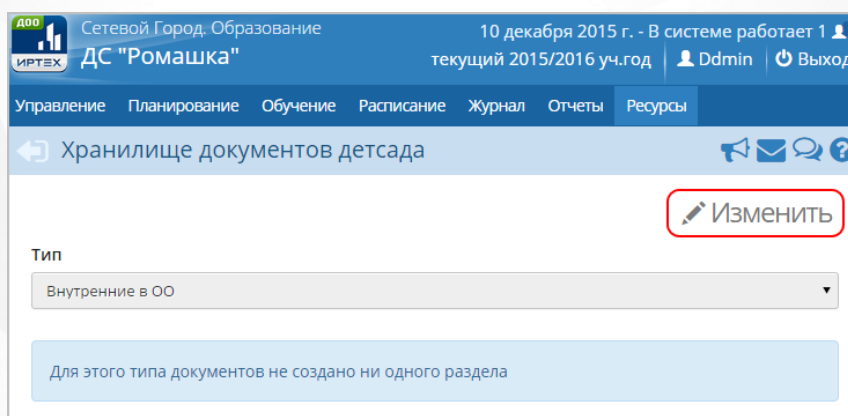 ДОО
ИРТЕХ
Сетевой Город. Образование
ДС "Ромашка"
10 декабря 2015 г. - В системе работает 1
текущий 2015/2016 уч.год Ddmin Выход
Управление Планирование Обучение Расписание Журнал Отчеты Ресурсы
Хранилище документов детсада
Изменить
Тип
Внутренние в ОО
Для этого типа документов не создано ни одного раздела